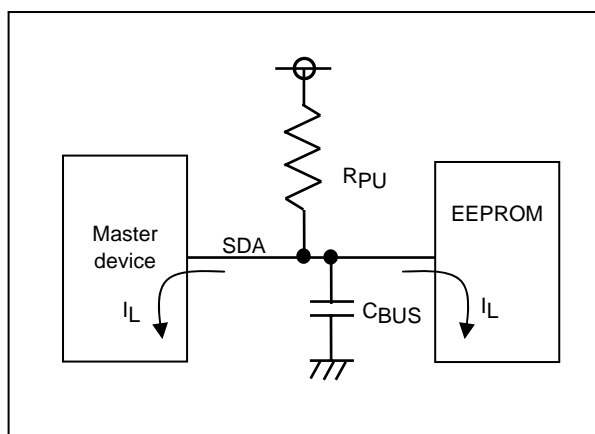 RPU
EEPROM
Master
device
SDA
IL
CBUS
IL